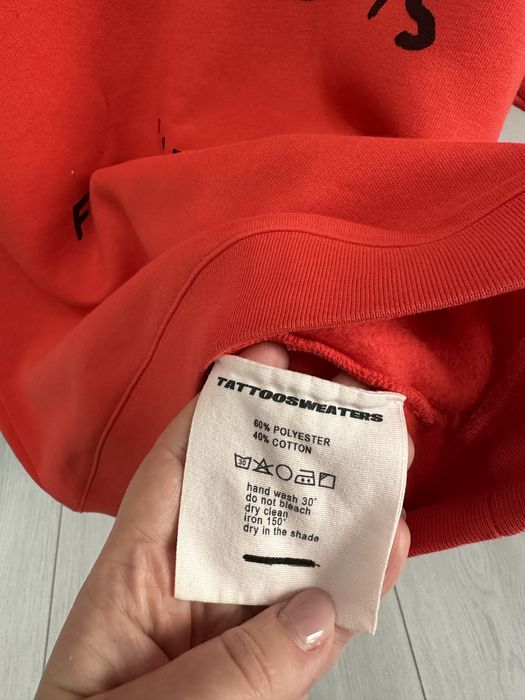 TATTOOSWEATERS
60% POLYESTER
40% COTTON
30
hand wash 30°
do not bleach
dry clean
iron 150°
dry in the shade